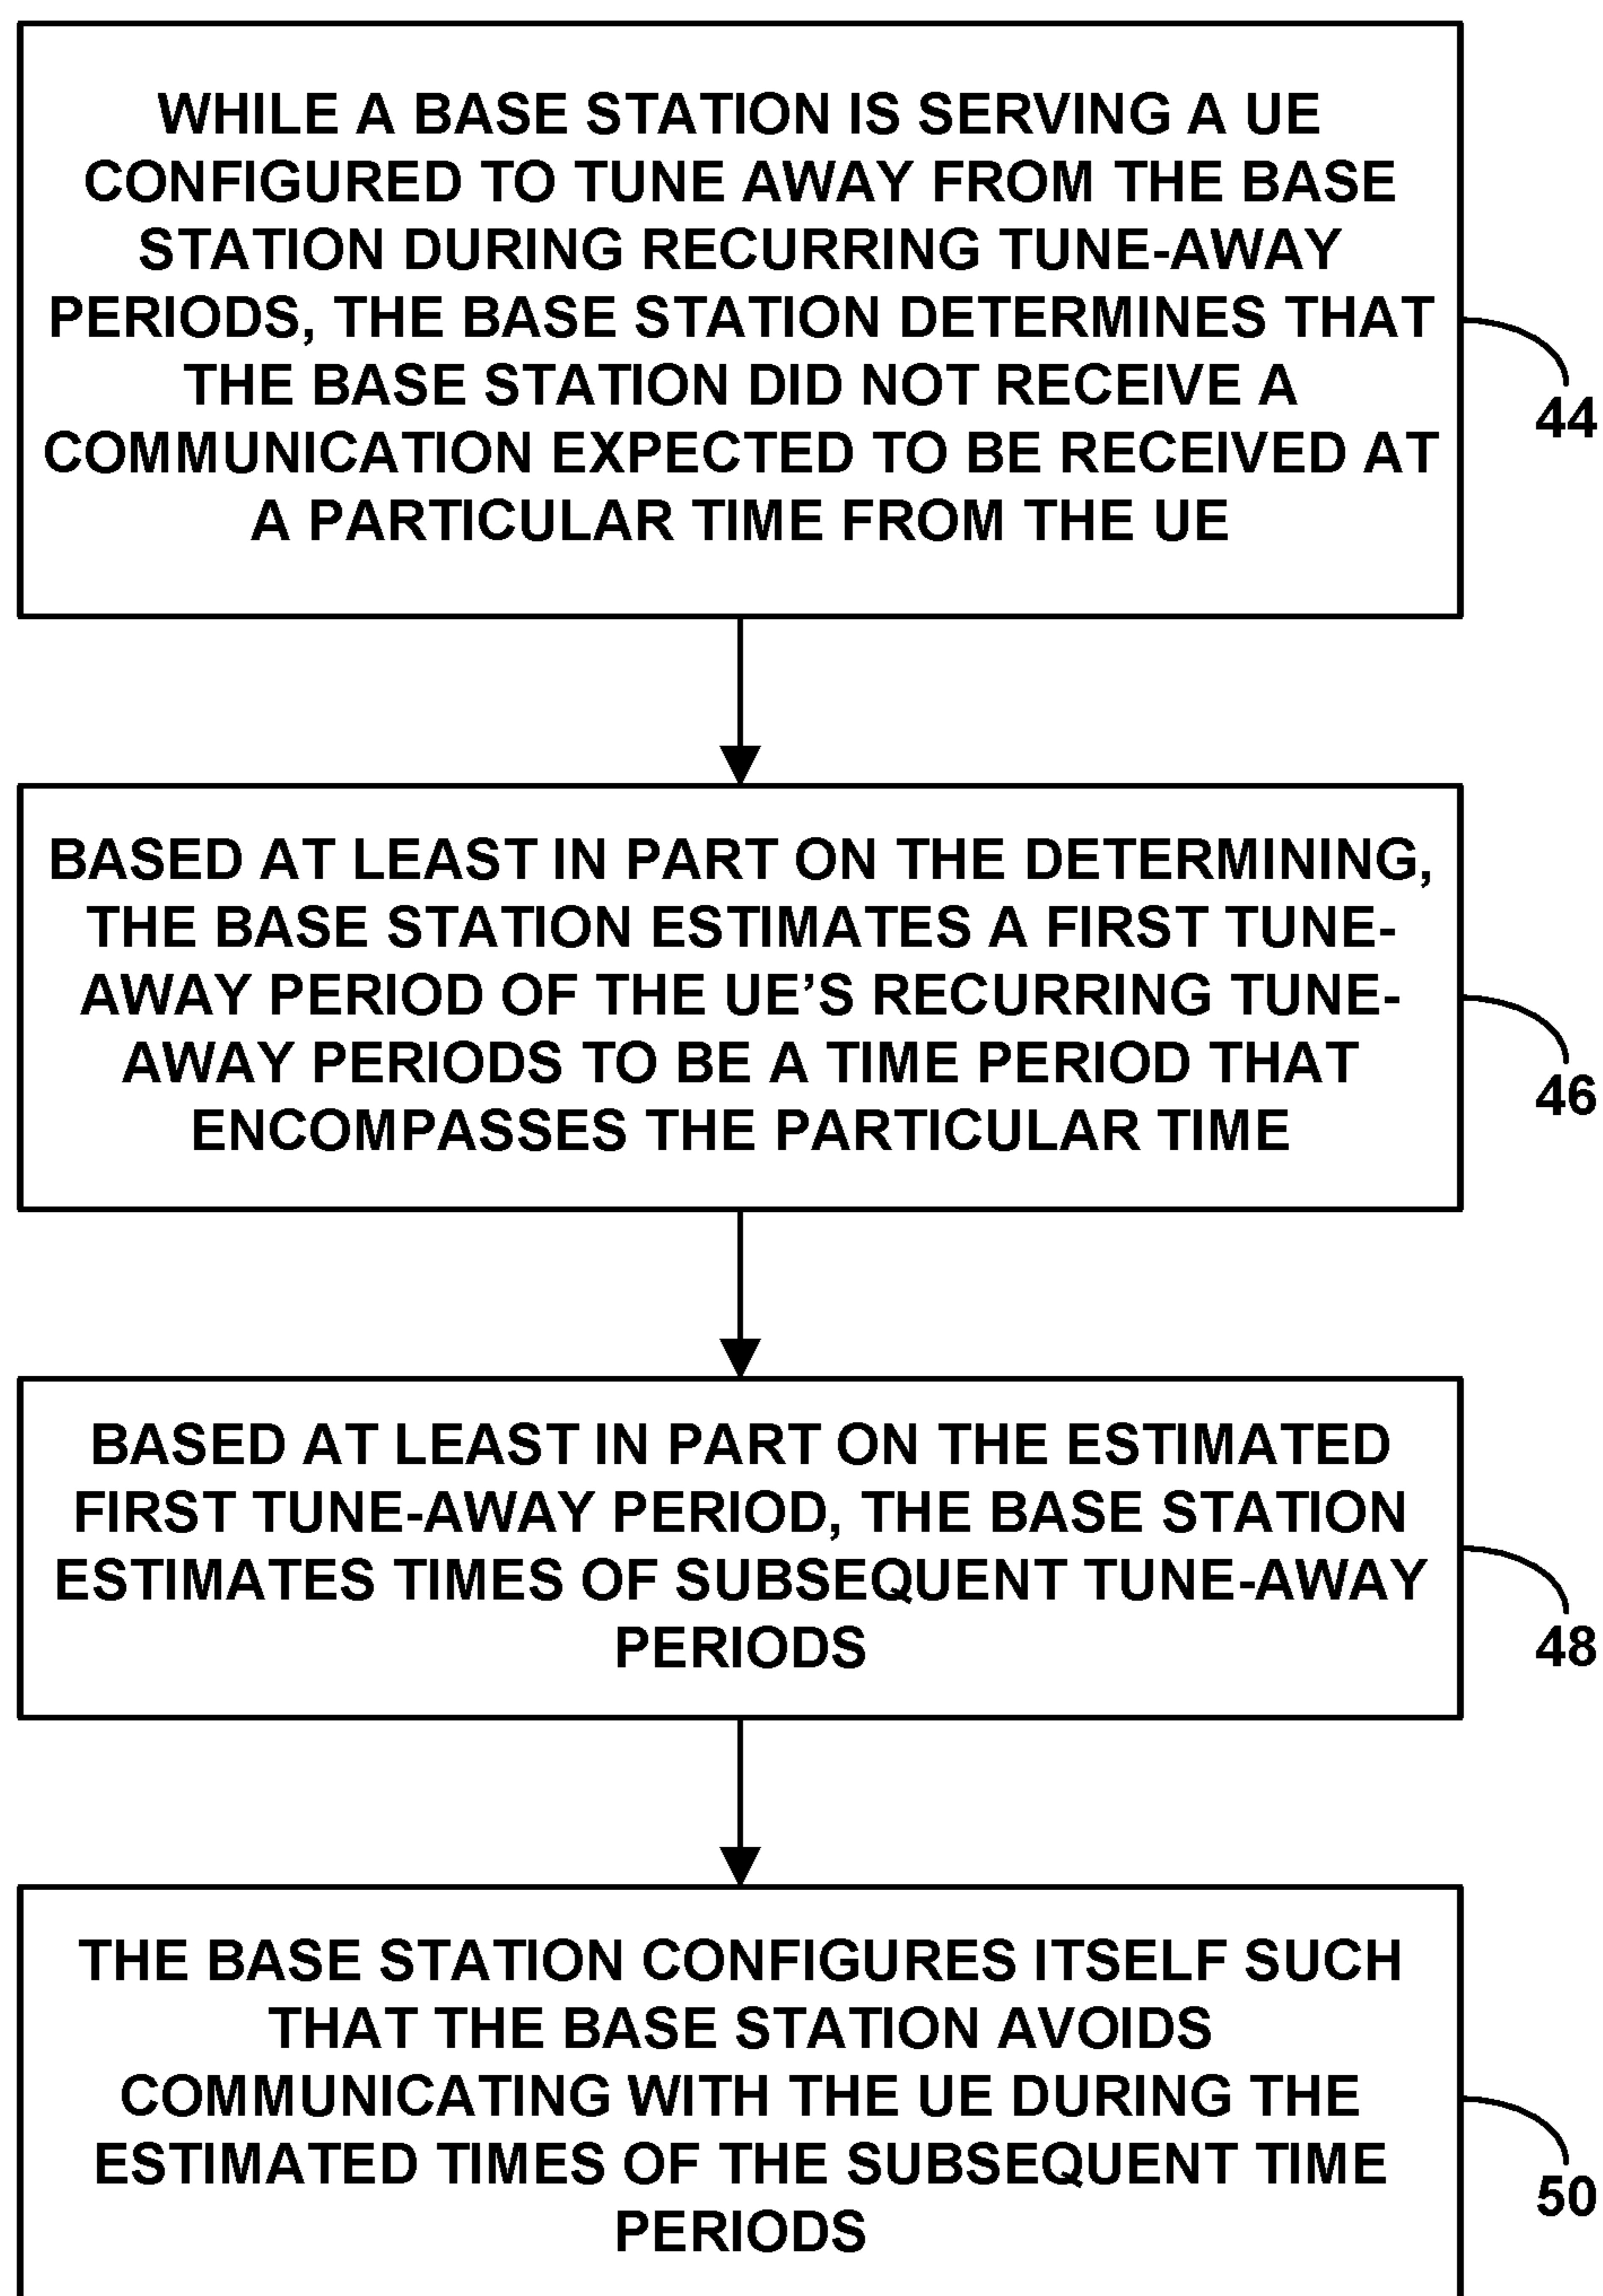 WHILE A BASE STATION IS SERVING A UE
CONFIGURED TO TUNE AWAY FROM THE BASE
STATION DURING RECURRING TUNE-AWAY
PERIODS, THE BASE STATION DETERMINES THAT
THE BASE STATION DID NOT RECEIVE A
COMMUNICATION EXPECTED TO BE RECEIVED AT
A PARTICULAR TIME FROM THE UE
44
BASED AT LEAST IN PART ON THE DETERMINING,
THE BASE STATION ESTIMATES A FIRST TUNE-
AWAY PERIOD OF THE UE’S RECURRING TUNE-
AWAY PERIODS TO BE A TIME PERIOD THAT
ENCOMPASSES THE PARTICULAR TIME
46
BASED AT LEAST IN PART ON THE ESTIMATED
FIRST TUNE-AWAY PERIOD, THE BASE STATION
ESTIMATES TIMES OF SUBSEQUENT TUNE-AWAY
PERIODS
48
THE BASE STATION CONFIGURES ITSELF SUCH
THAT THE BASE STATION AVOIDS
COMMUNICATING WITH THE UE DURING THE
ESTIMATED TIMES OF THE SUBSEQUENT TIME
PERIODS
50